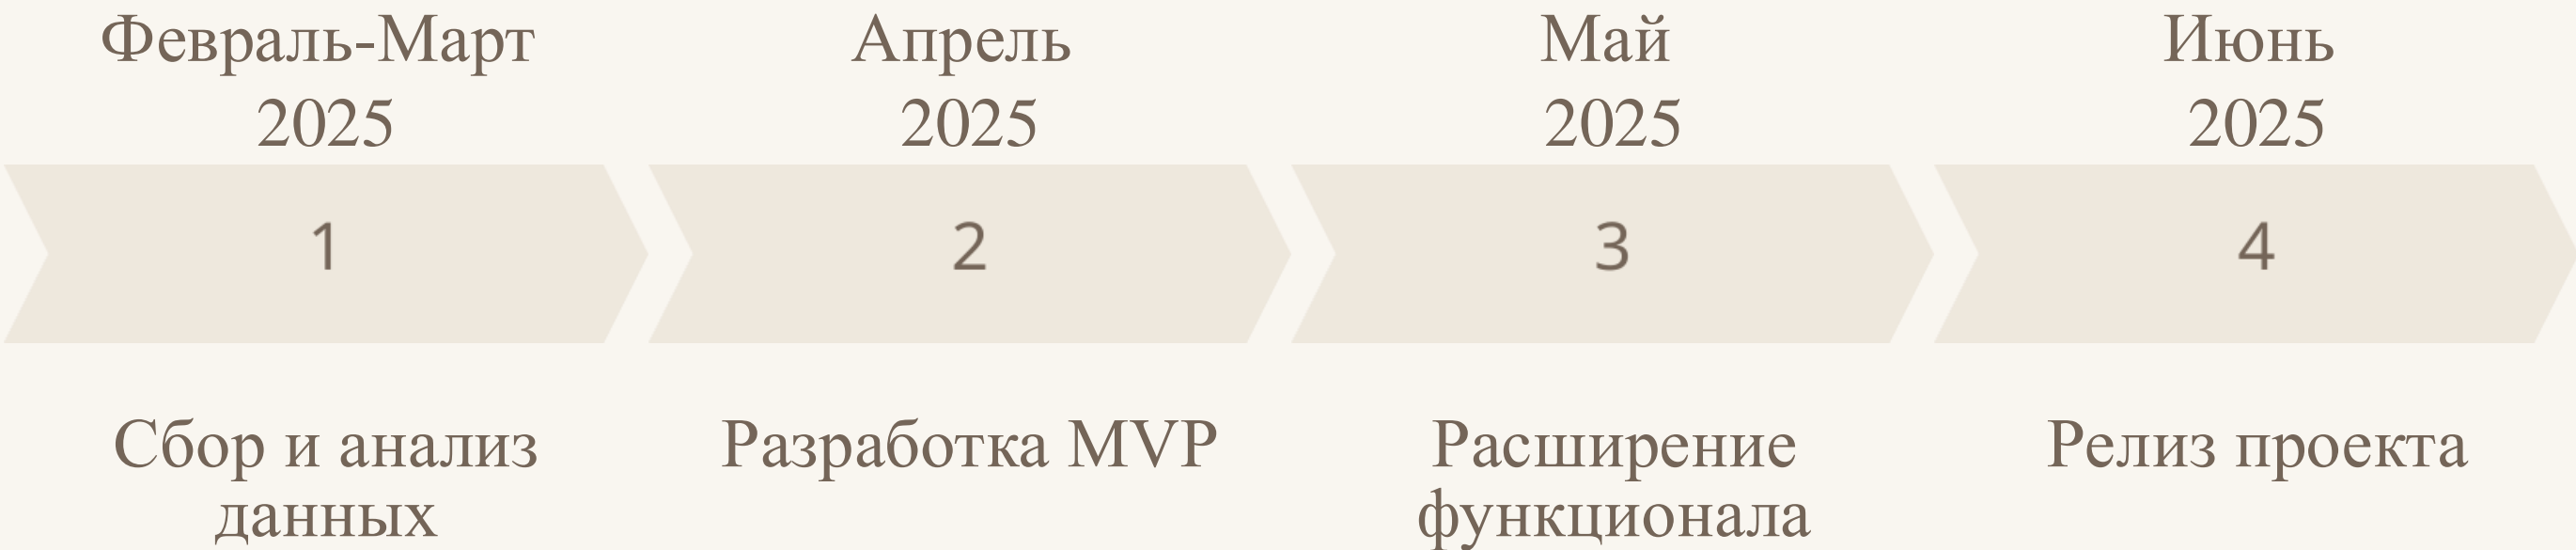 Февраль-Март
2025
Апрель
2025
Май
2025
Июнь
2025
1
2
3
4
Сбор и анализ
данных
Разработка MVP
Расширение
функционала
Релиз проекта